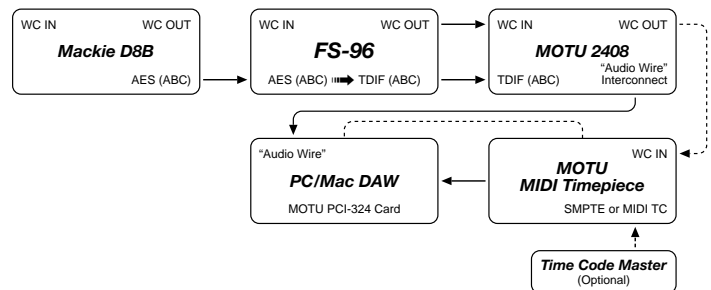 WC IN WC OUT
Mackie D8B
AES (ABC)
WC IN WC OUT
FS-96
AES (ABC) TDIF (ABC)
WC IN WC OUT
MOTU 2408
"Audio Wire"
TDIF (ABC) Interconnect
"Audio Wire"
PC/Mac DAW
MOTU PCI-324 Card
WC IN
MOTU
MIDI Timepiece
SMPTE or MIDI TC
Time Code Master
(Optional)